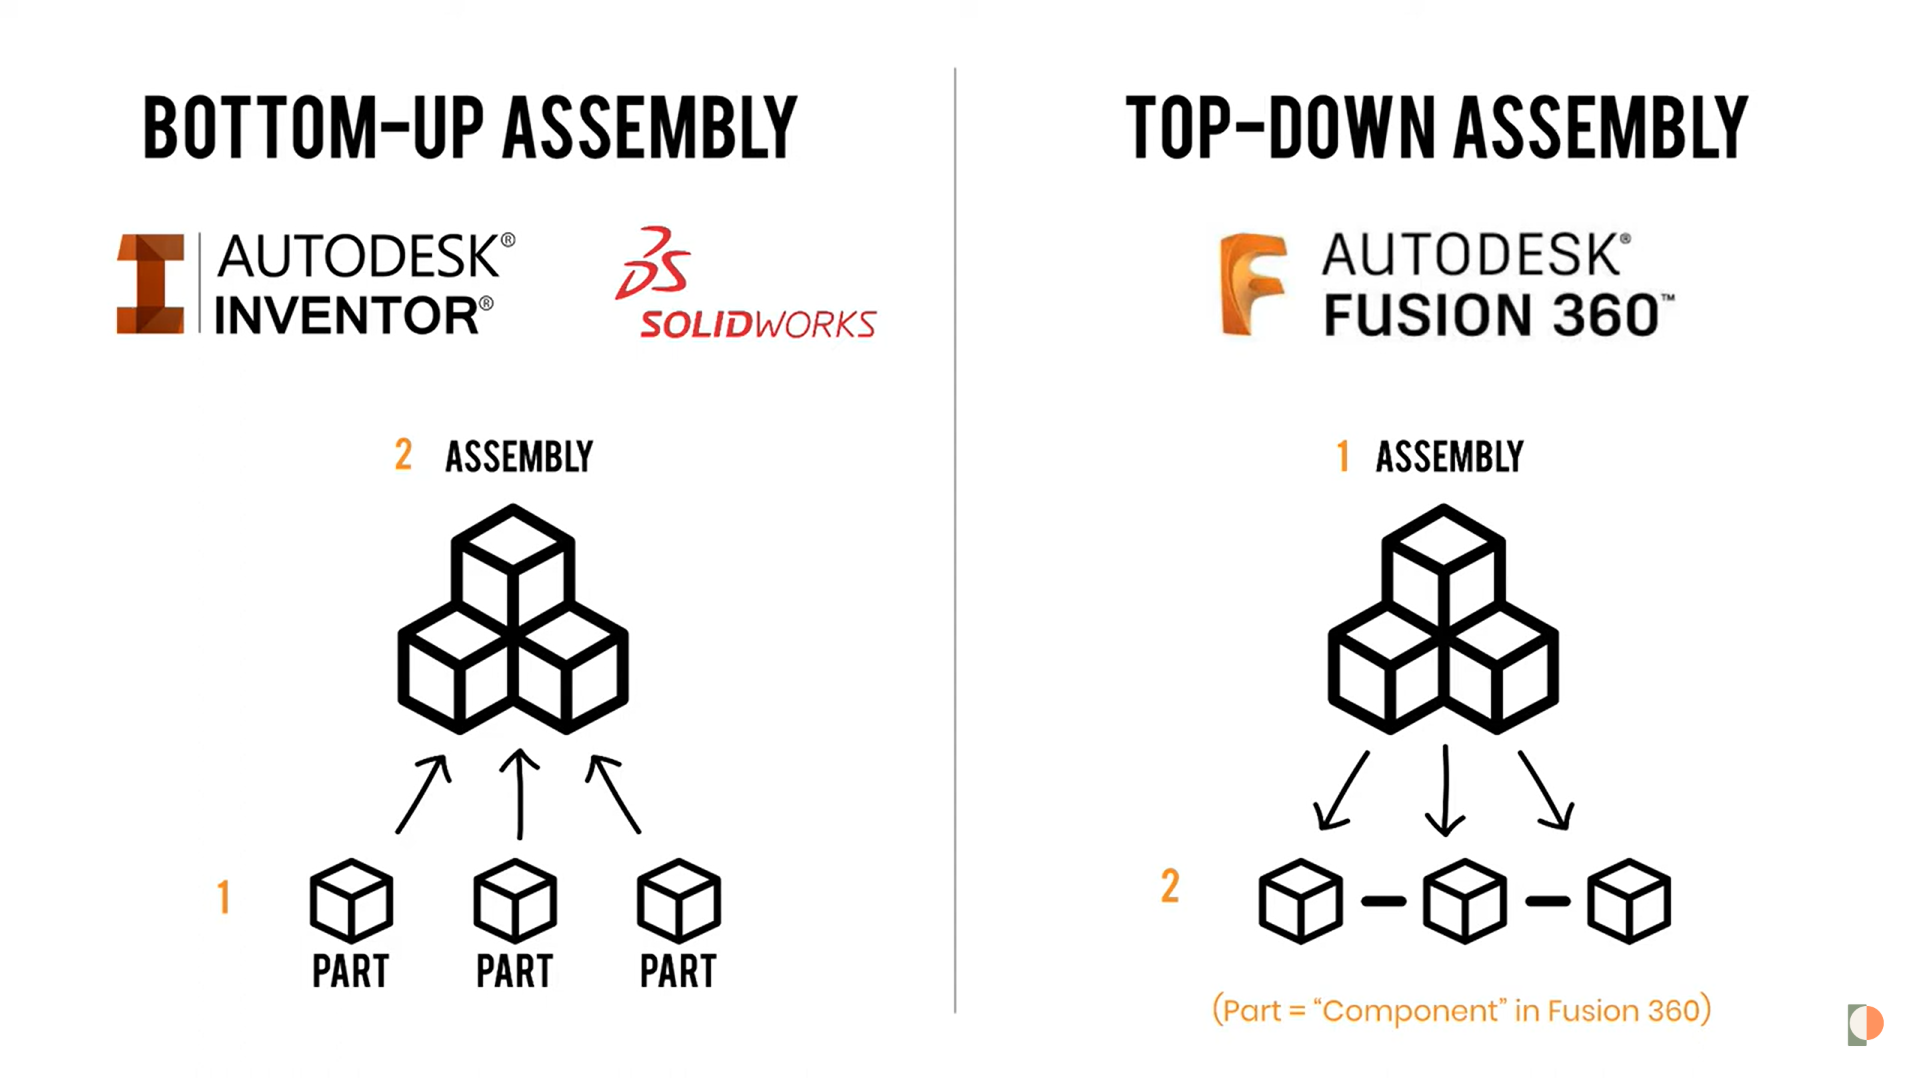 BOTTOM-UP ASSEMBLY
AUTODESK®
INVENTOR®
DS
SOLIDWORKS
2 ASSEMBLY
1
PART PART PART
TOP-DOWN ASSEMBLY
F
AUTODESK®
FUSION 360™
1 ASSEMBLY
2
(Part = “Component” in Fusion 360)